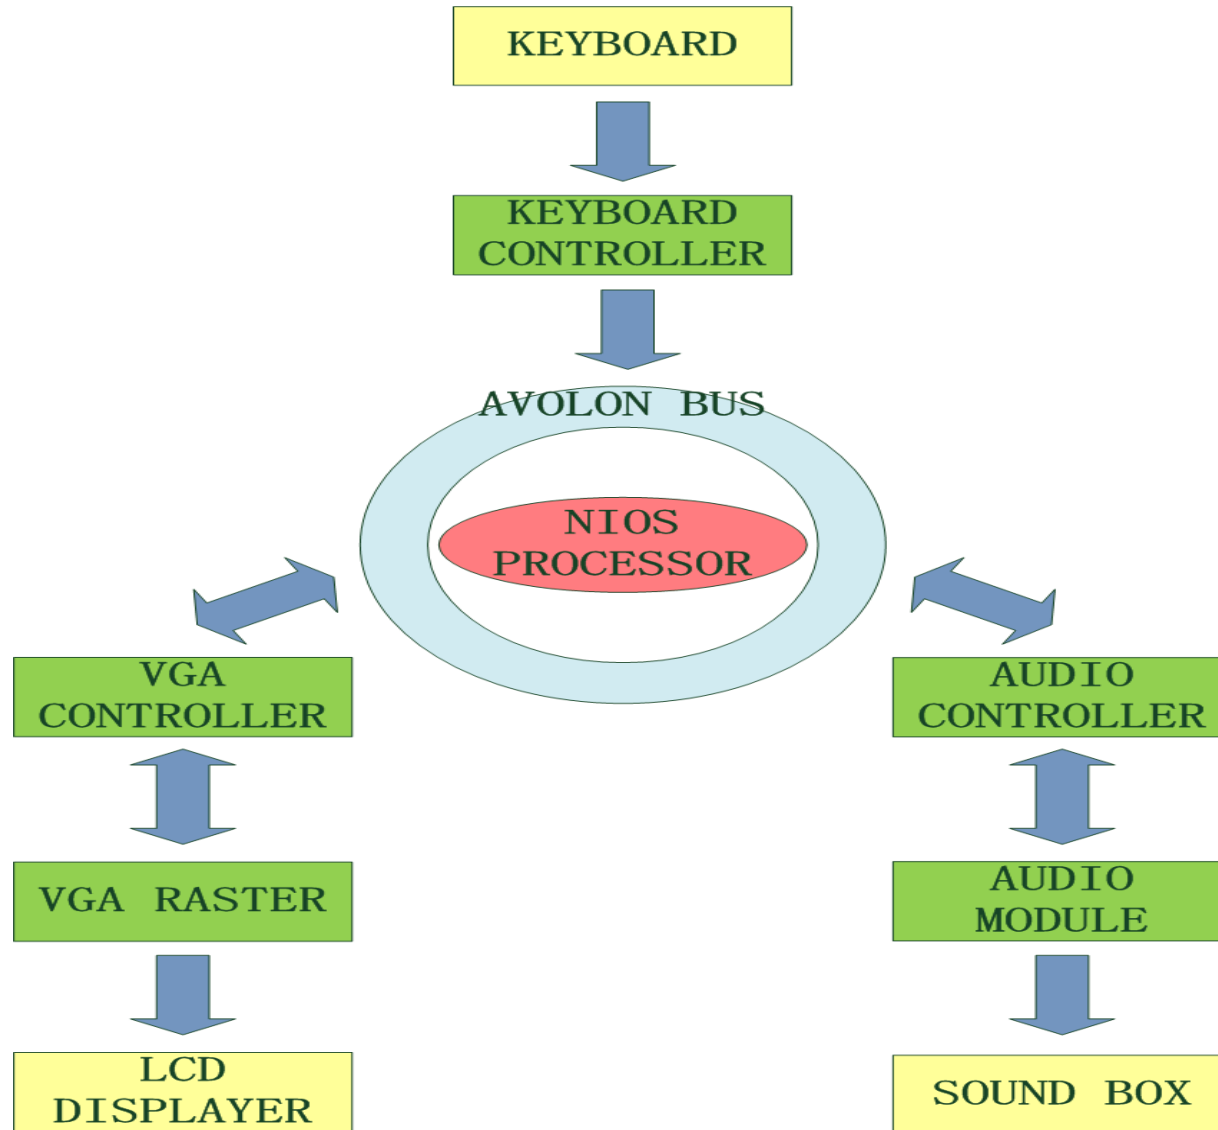 KEYBOARD
KEYBOARD
CONTROLLER
AVOLON BUS
NIOS
PROCESSOR
VGA
CONTROLLER
AUDIO
CONTROLLER
VGA RASTER
AUDIO
MODULE
LCD
DISPLAYER
SOUND BOX